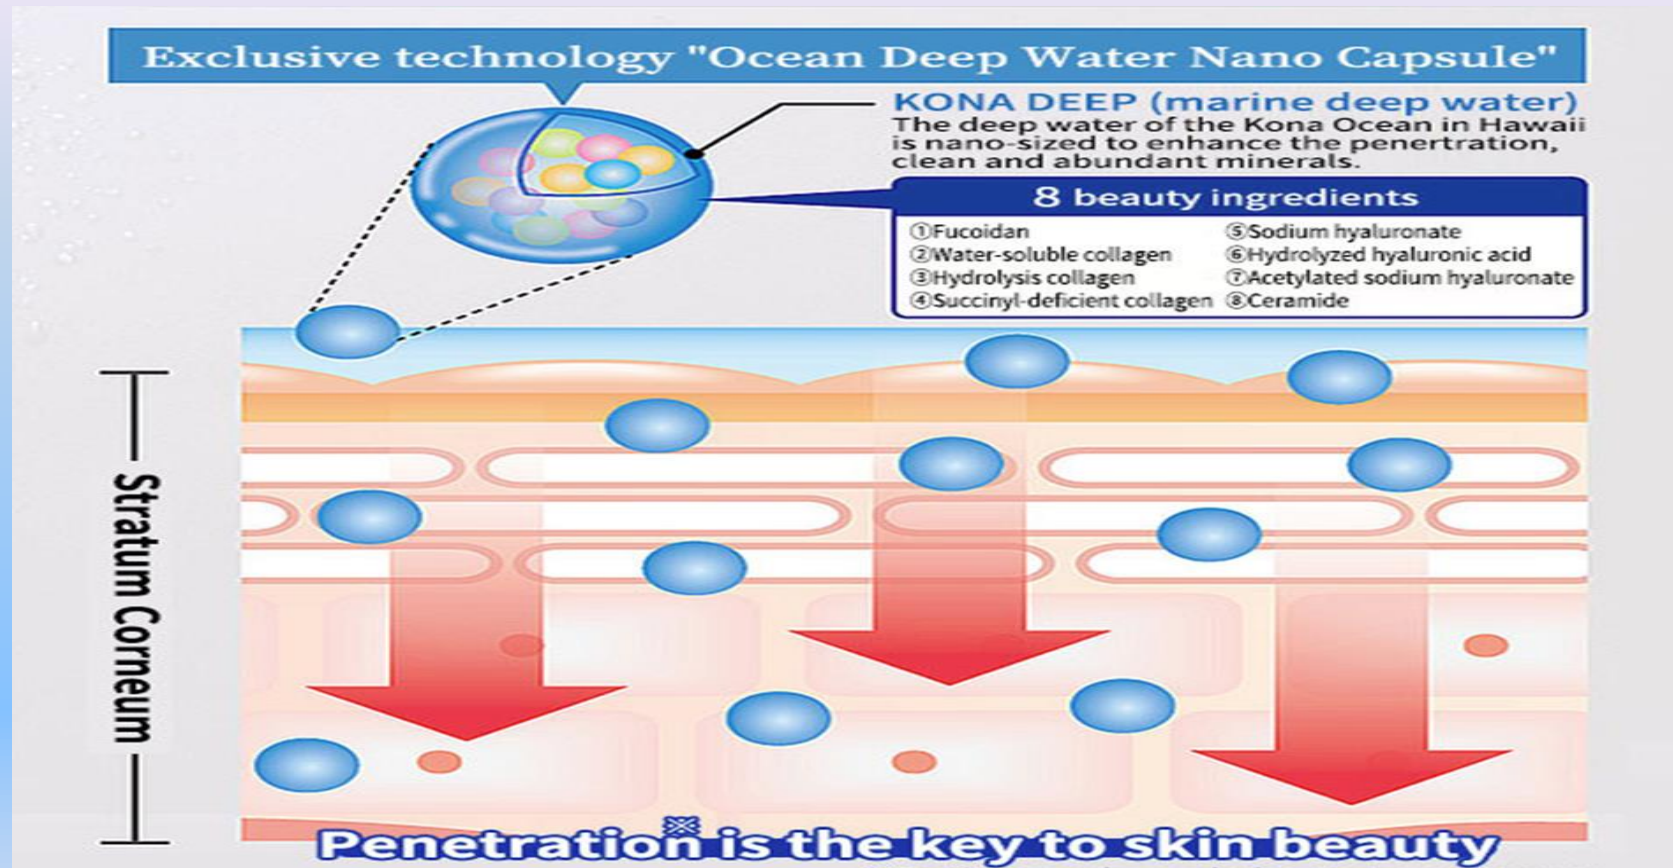 Exclusive technology "Ocean Deep Water Nano Capsule"
KONA DEEP (marine deep water)
The deep water of the Kona Ocean in Hawaii
is nano-sized to enhance the penertration,
clean and abundant minerals.
8 beauty ingredients
①Fucoidan
②Water-soluble collagen
③Hydrolysis collagen
④Succinyl-deficient collagen
⑤Sodium hyaluronate
⑥Hydrolyzed hyaluronic acid
⑦Acetylated sodium hyaluronate
⑧Ceramide
Stratum Corneum
Penetration※ is the key to skin beauty